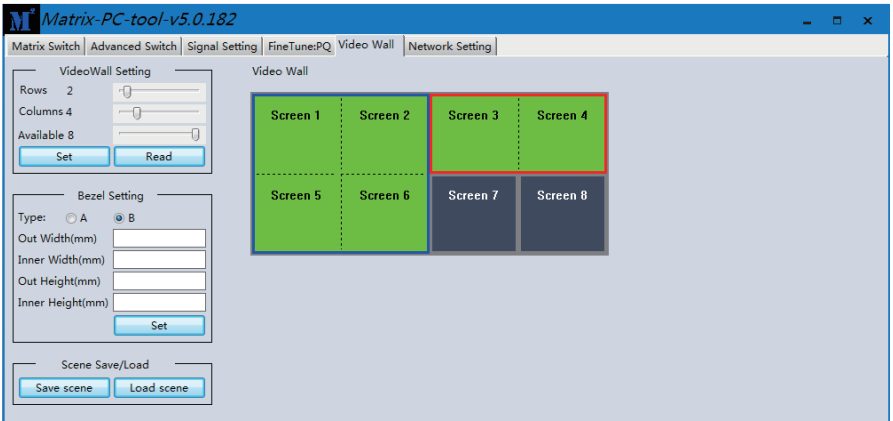 M² Matrix-PC-tool-v5.0.182
Matrix Switch Advanced Switch Signal Setting FineTune:PQ Video Wall Network Setting
VideoWall Setting
Rows 2
Columns 4
Available 8
Set Read
Bezel Setting
Type: A B
Out Width(mm)
Inner Width(mm)
Out Height(mm)
Inner Height(mm)
Set
Scene Save/Load
Save scene Load scene
Video Wall
Screen 1 Screen 2 Screen 3 Screen 4
Screen 5 Screen 6 Screen 7 Screen 8